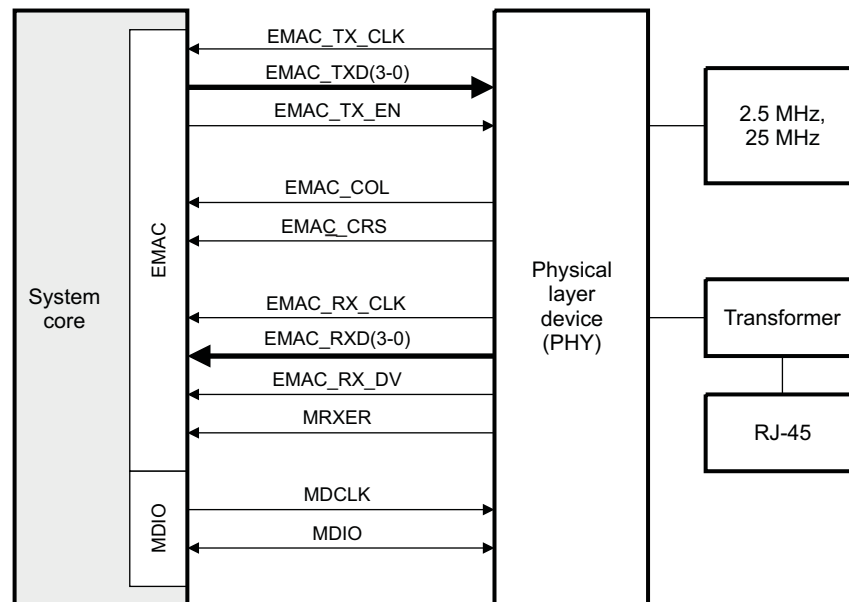 System
core
EMAC
MDIO
EMAC_TX_CLK
EMAC_TXD(3-0)
EMAC_TX_EN
EMAC_COL
EMAC_CRS
EMAC_RX_CLK
EMAC_RXD(3-0)
EMAC_RX_DV
MRXER
MDCLK
MDIO
Physical
layer
device
(PHY)
2.5 MHz,
25 MHz
Transformer
RJ-45